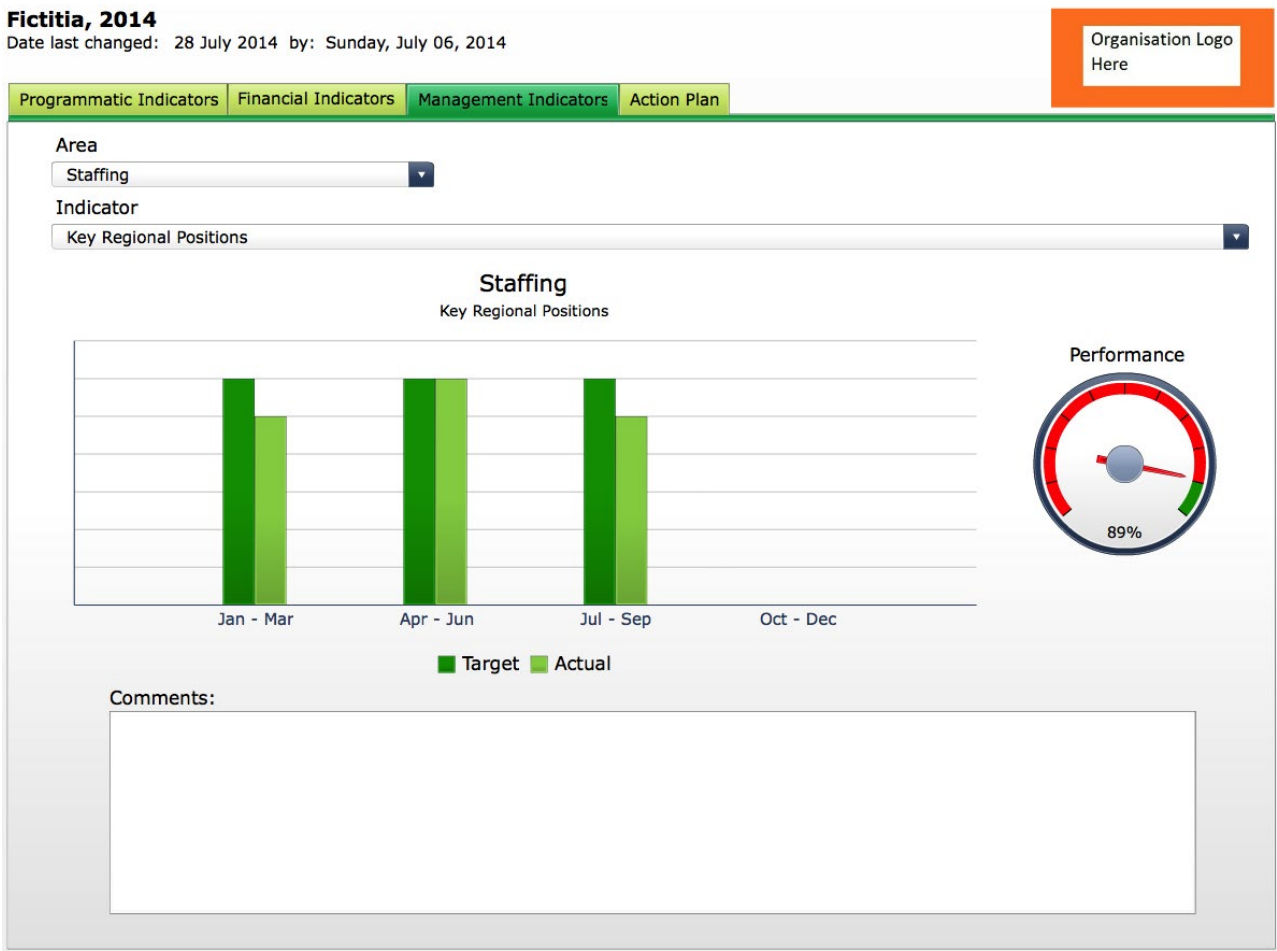 Fictitia, 2014
Date last changed: 28 July 2014 by: Sunday, July 06, 2014
Organisation Logo
Here
Programmatic Indicators Financial Indicators Management Indicators Action Plan
Area
Staffing
Indicator
Key Regional Positions
Staffing
Key Regional Positions
Performance
89%
Jan - Mar Apr - Jun Jul - Sep Oct - Dec
Target Actual
Comments: